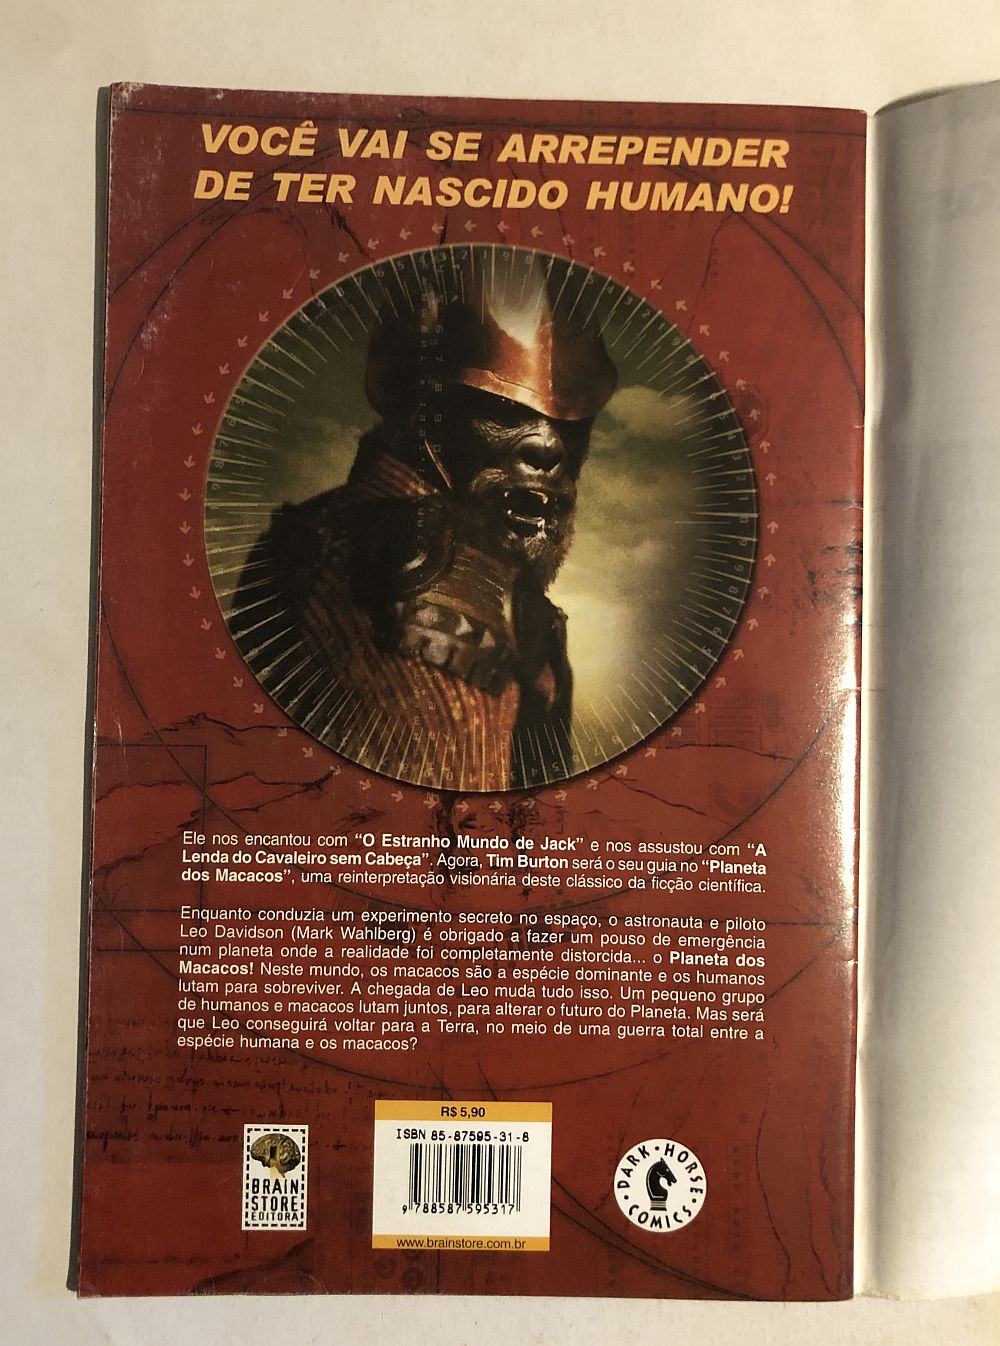 VOCÊ VAI SE ARREPENDER
DE TER NASCIDO HUMANO!
Ele nos encantou com “O Estranho Mundo de Jack” e nos assustou com “A
Lenda do Cavaleiro sem Cabeça”. Agora, Tim Burton será o seu guia no “Planeta
dos Macacos”, uma reinterpretação visionária deste clássico da ficção científica.
Enquanto conduzia um experimento secreto no espaço, o astronauta e piloto
Leo Davidson (Mark Wahlberg) é obrigado a fazer um pouso de emergência
num planeta onde a realidade foi completamente distorcida... o Planeta dos
Macacos! Neste mundo, os macacos são a espécie dominante e os humanos
lutam para sobreviver. A chegada de Leo muda tudo isso. Um pequeno grupo
de humanos e macacos lutam juntos, para alterar o futuro do Planeta. Mas será
que Leo conseguirá voltar para a Terra, no meio de uma guerra total entre a
espécie humana e os macacos?
BRAIN
STORE
EDITORA
R$ 5,90
ISBN 85-87595-31-8
9 788587 595317
www.brainstore.com.br
DARK HORSE
COMICS